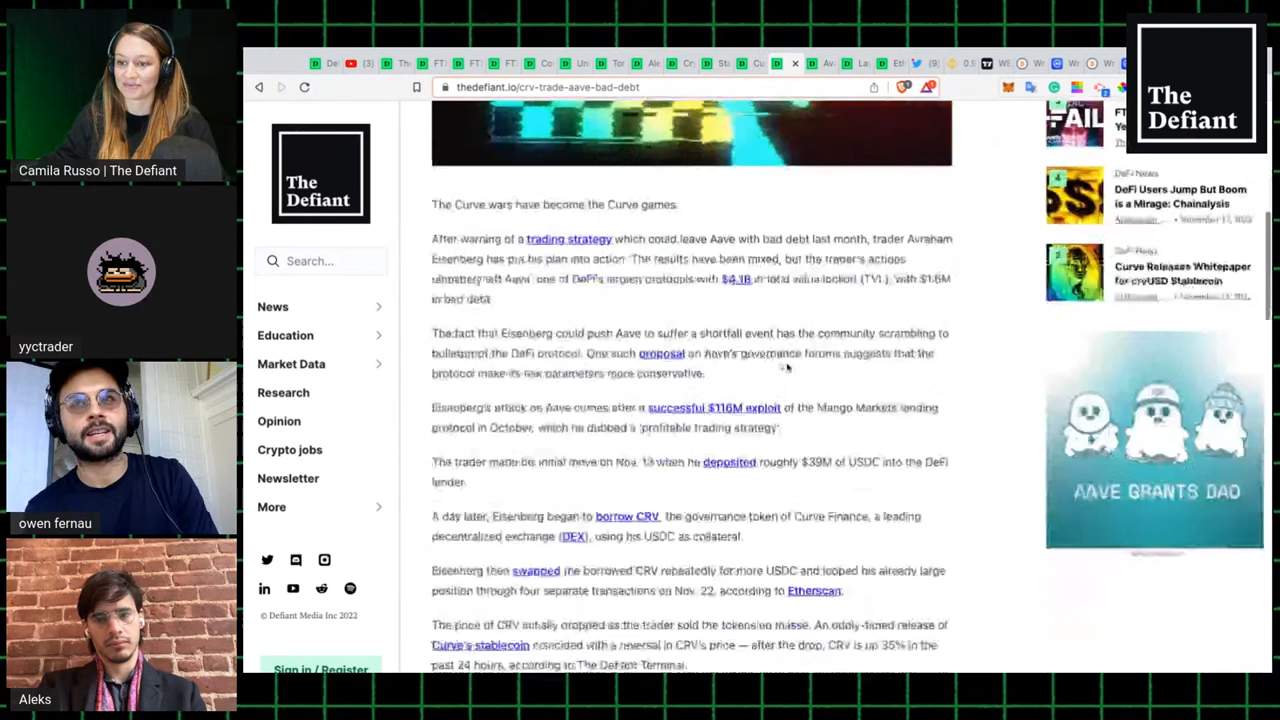 Camila Russo | The Defiant
yyctrader
owen fernau
Aleks
The
Defiant
thedefiant.io/crv-trade-aave-bad-debt
The
Defiant
Search...
News
Education
Market Data
Research
Opinion
Crypto jobs
Newsletter
More
© Defiant Media Inc 2022
Sign in / Register
The Curve wars have become the Curve games.
After warning of a trading strategy which could leave Aave with bad debt last month, trader Avraham
Eisenberg has put his plan into action. The results have been mixed, but the trader's actions
ultimately left Aave, one of DeFi's largest protocols with $4.1B in total value locked (TVL), with $1.6M
in bad debt.
The fact that Eisenberg could push Aave to suffer a shortfall event has the community scrambling to
bulletproof the DeFi protocol. One such proposal on Aave's governance forums suggests that the
protocol make its risk parameters more conservative.
Eisenberg's attack on Aave comes after a successful $116M exploit of the Mango Markets lending
protocol in October, which he dubbed a 'profitable trading strategy'.
The trader made his initial move on Nov. 13 when he deposited roughly $39M of USDC into the DeFi
lender.
A day later, Eisenberg began to borrow CRV, the governance token of Curve Finance, a leading
decentralized exchange (DEX), using his USDC as collateral.
Eisenberg then swapped the borrowed CRV repeatedly for more USDC and looped his already large
position through four separate transactions on Nov. 22, according to Etherscan.
The price of CRV initially dropped as the trader sold the tokens en masse. An oddly-timed release of
Curve's stablecoin coincided with a reversal in CRV's price — after the drop, CRV is up 35% in the
past 24 hours, according to The Defiant Terminal.
DeFi News
DeFi Users Jump But Boom
is a Mirage: Chainalysis
DeFi News
Curve Releases Whitepaper
for crvUSD Stablecoin
AAVE GRANTS DAO